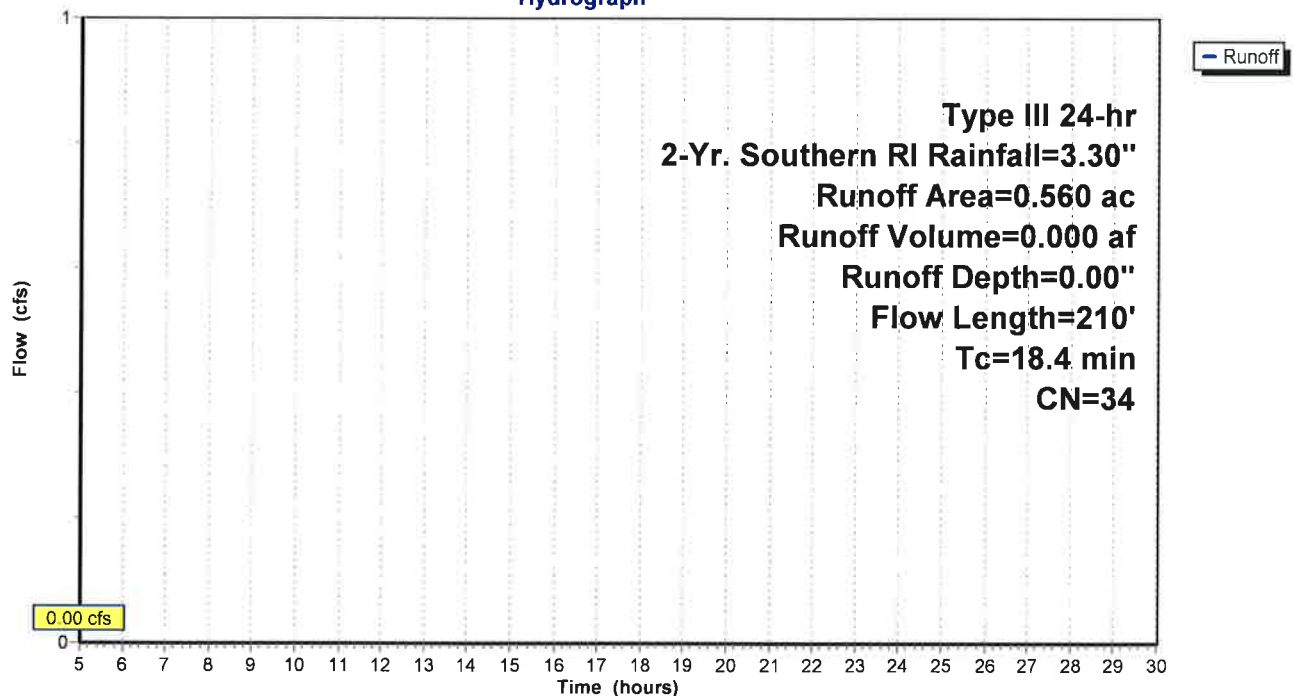 Hydrograph
1
Runoff
Type III 24-hr
2-Yr. Southern RI Rainfall=3.30"
Runoff Area=0.560 ac
Runoff Volume=0.000 af
Runoff Depth=0.00"
Flow Length=210'
Tc=18.4 min
CN=34
Flow (cfs)
0.00 cfs
0
5 6 7 8 9 10 11 12 13 14 15 16 17 18 19 20 21 22 23 24 25 26 27 28 29 30
Time (hours)